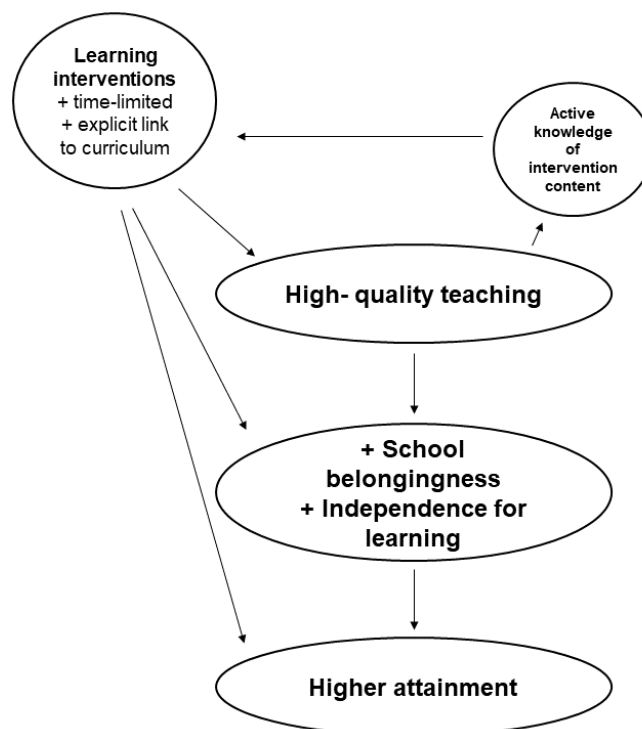 Learning
interventions
+ time-limited
+ explicit link
to curriculum
Active
knowledge
of
intervention
content
High- quality teaching
+ School
belongingness
+ Independence for
learning
Higher attainment